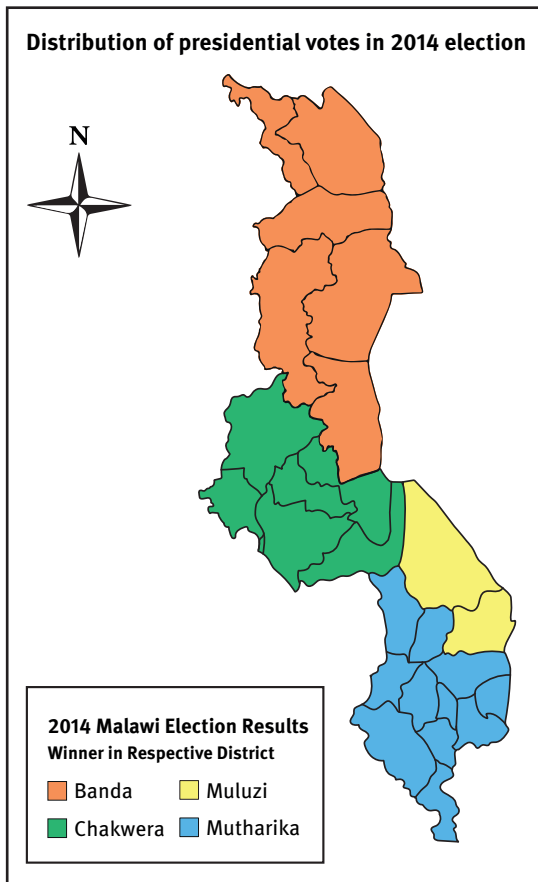 Distribution of presidential votes in 2014 election
N
2014 Malawi Election Results
Winner in Respective District
Banda
Muluzi
Chakwera
Mutharika